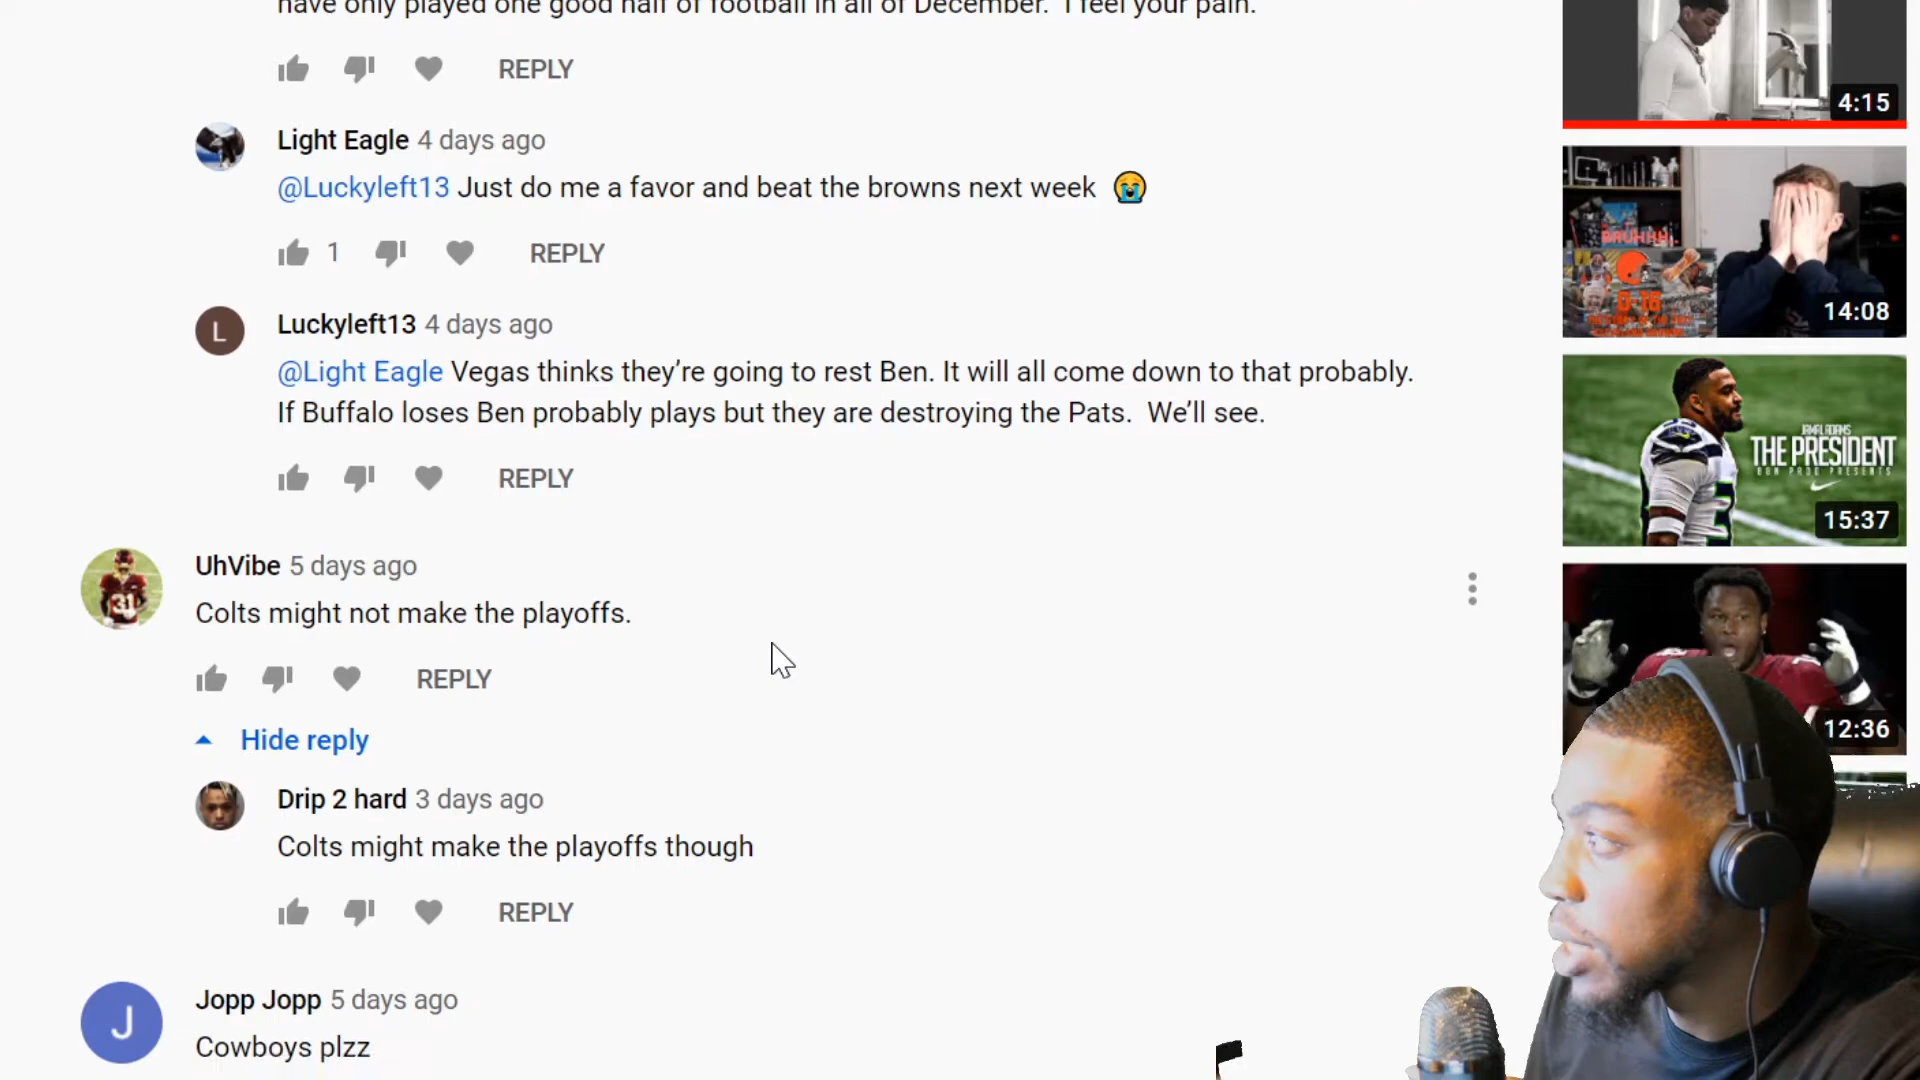 have only played one good half of football in all of December. I feel your pain.
REPLY
4:15
Light Eagle 4 days ago
@Luckyleft13 Just do me a favor and beat the browns next week 😭
1 REPLY
BRUHHH..
0-16
14:08
L
Luckyleft13 4 days ago
@Light Eagle Vegas thinks they’re going to rest Ben. It will all come down to that probably.
If Buffalo loses Ben probably plays but they are destroying the Pats. We’ll see.
REPLY
JAMAL ADAMS
THE PRESIDENT
15:37
UhVibe 5 days ago
31
Colts might not make the playoffs.
REPLY
Hide reply
12:36
Drip 2 hard 3 days ago
Colts might make the playoffs though
REPLY
J
Jopp Jopp 5 days ago
Cowboys plzz